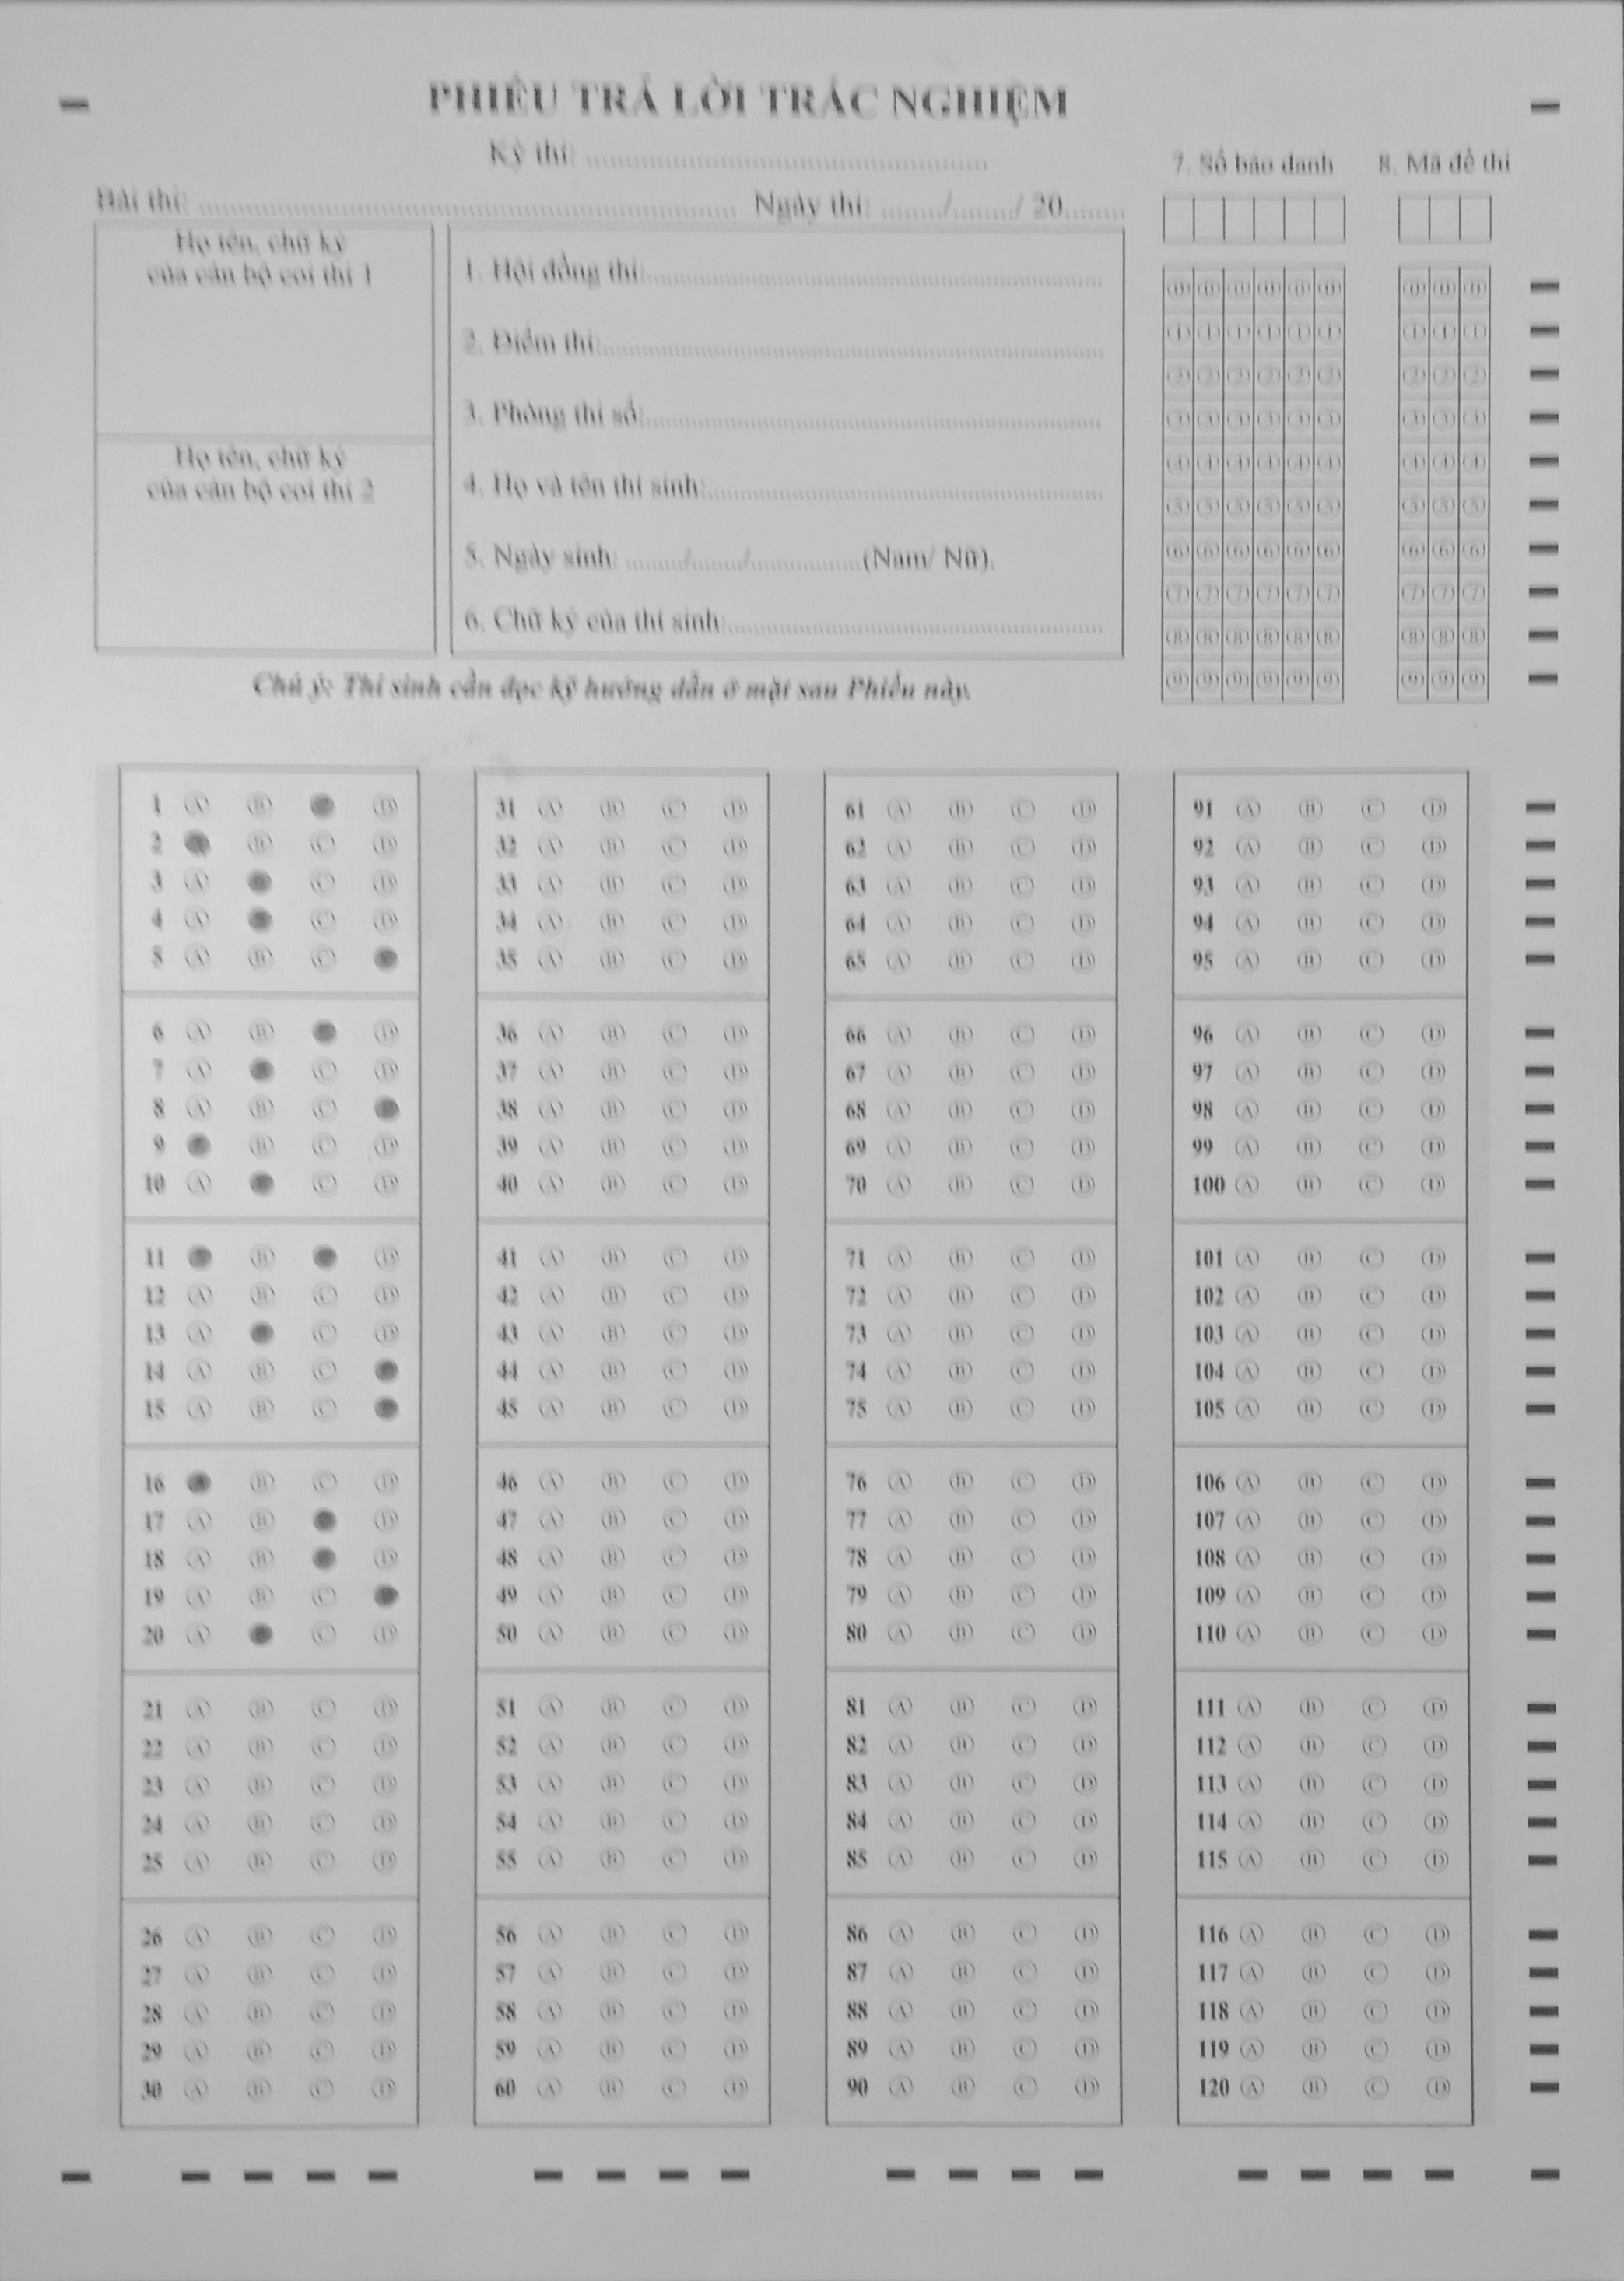 PHIẾU TRẢ LỜI TRẮC NGHIỆM
Kỳ thi: ........................................
Bài thi: ........................................ Ngày thi: ......../......../ 20........
7. Số báo danh
8. Mã đề thi
Họ tên, chữ ký
của cán bộ coi thi 1
Họ tên, chữ ký
của cán bộ coi thi 2
1. Hội đồng thi:........................................
2. Điểm thi:........................................
3. Phòng thi số:........................................
4. Họ và tên thí sinh:........................................
5. Ngày sinh: ......../......../................(Nam/ Nữ).
6. Chữ ký của thí sinh:........................................
0 0 0 0 0 0 0 0 0
1 1 1 1 1 1 1 1 1
2 2 2 2 2 2 2 2 2
3 3 3 3 3 3 3 3 3
4 4 4 4 4 4 4 4 4
5 5 5 5 5 5 5 5 5
6 6 6 6 6 6 6 6 6
7 7 7 7 7 7 7 7 7
8 8 8 8 8 8 8 8 8
9 9 9 9 9 9 9 9 9
Chú ý: Thí sinh cần đọc kỹ hướng dẫn ở mặt sau Phiếu này.
1 A B D
2 B C D
3 A C D
4 A C D
5 A B C
6 A B D
7 A C D
8 A B C
9 B C D
10 A C D
11 B D
12 A B C D
13 A C D
14 A B C
15 A B C
16 B C D
17 A B D
18 A B D
19 A B C
20 A C D
21 A B C D
22 A B C D
23 A B C D
24 A B C D
25 A B C D
26 A B C D
27 A B C D
28 A B C D
29 A B C D
30 A B C D
31 A B C D
32 A B C D
33 A B C D
34 A B C D
35 A B C D
36 A B C D
37 A B C D
38 A B C D
39 A B C D
40 A B C D
41 A B C D
42 A B C D
43 A B C D
44 A B C D
45 A B C D
46 A B C D
47 A B C D
48 A B C D
49 A B C D
50 A B C D
51 A B C D
52 A B C D
53 A B C D
54 A B C D
55 A B C D
56 A B C D
57 A B C D
58 A B C D
59 A B C D
60 A B C D
61 A B C D
62 A B C D
63 A B C D
64 A B C D
65 A B C D
66 A B C D
67 A B C D
68 A B C D
69 A B C D
70 A B C D
71 A B C D
72 A B C D
73 A B C D
74 A B C D
75 A B C D
76 A B C D
77 A B C D
78 A B C D
79 A B C D
80 A B C D
81 A B C D
82 A B C D
83 A B C D
84 A B C D
85 A B C D
86 A B C D
87 A B C D
88 A B C D
89 A B C D
90 A B C D
91 A B C D
92 A B C D
93 A B C D
94 A B C D
95 A B C D
96 A B C D
97 A B C D
98 A B C D
99 A B C D
100 A B C D
101 A B C D
102 A B C D
103 A B C D
104 A B C D
105 A B C D
106 A B C D
107 A B C D
108 A B C D
109 A B C D
110 A B C D
111 A B C D
112 A B C D
113 A B C D
114 A B C D
115 A B C D
116 A B C D
117 A B C D
118 A B C D
119 A B C D
120 A B C D